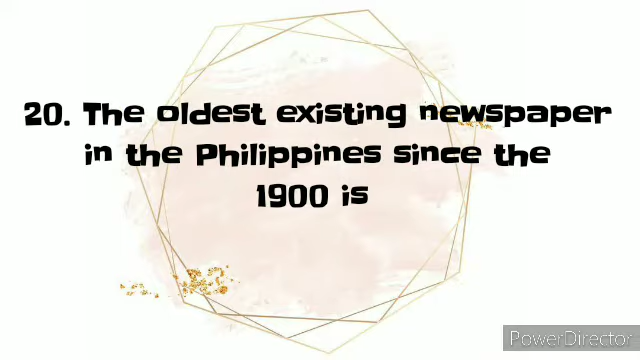 20. The oldest existing newspaper
in the Philippines since the
1900 is
PowerDirector